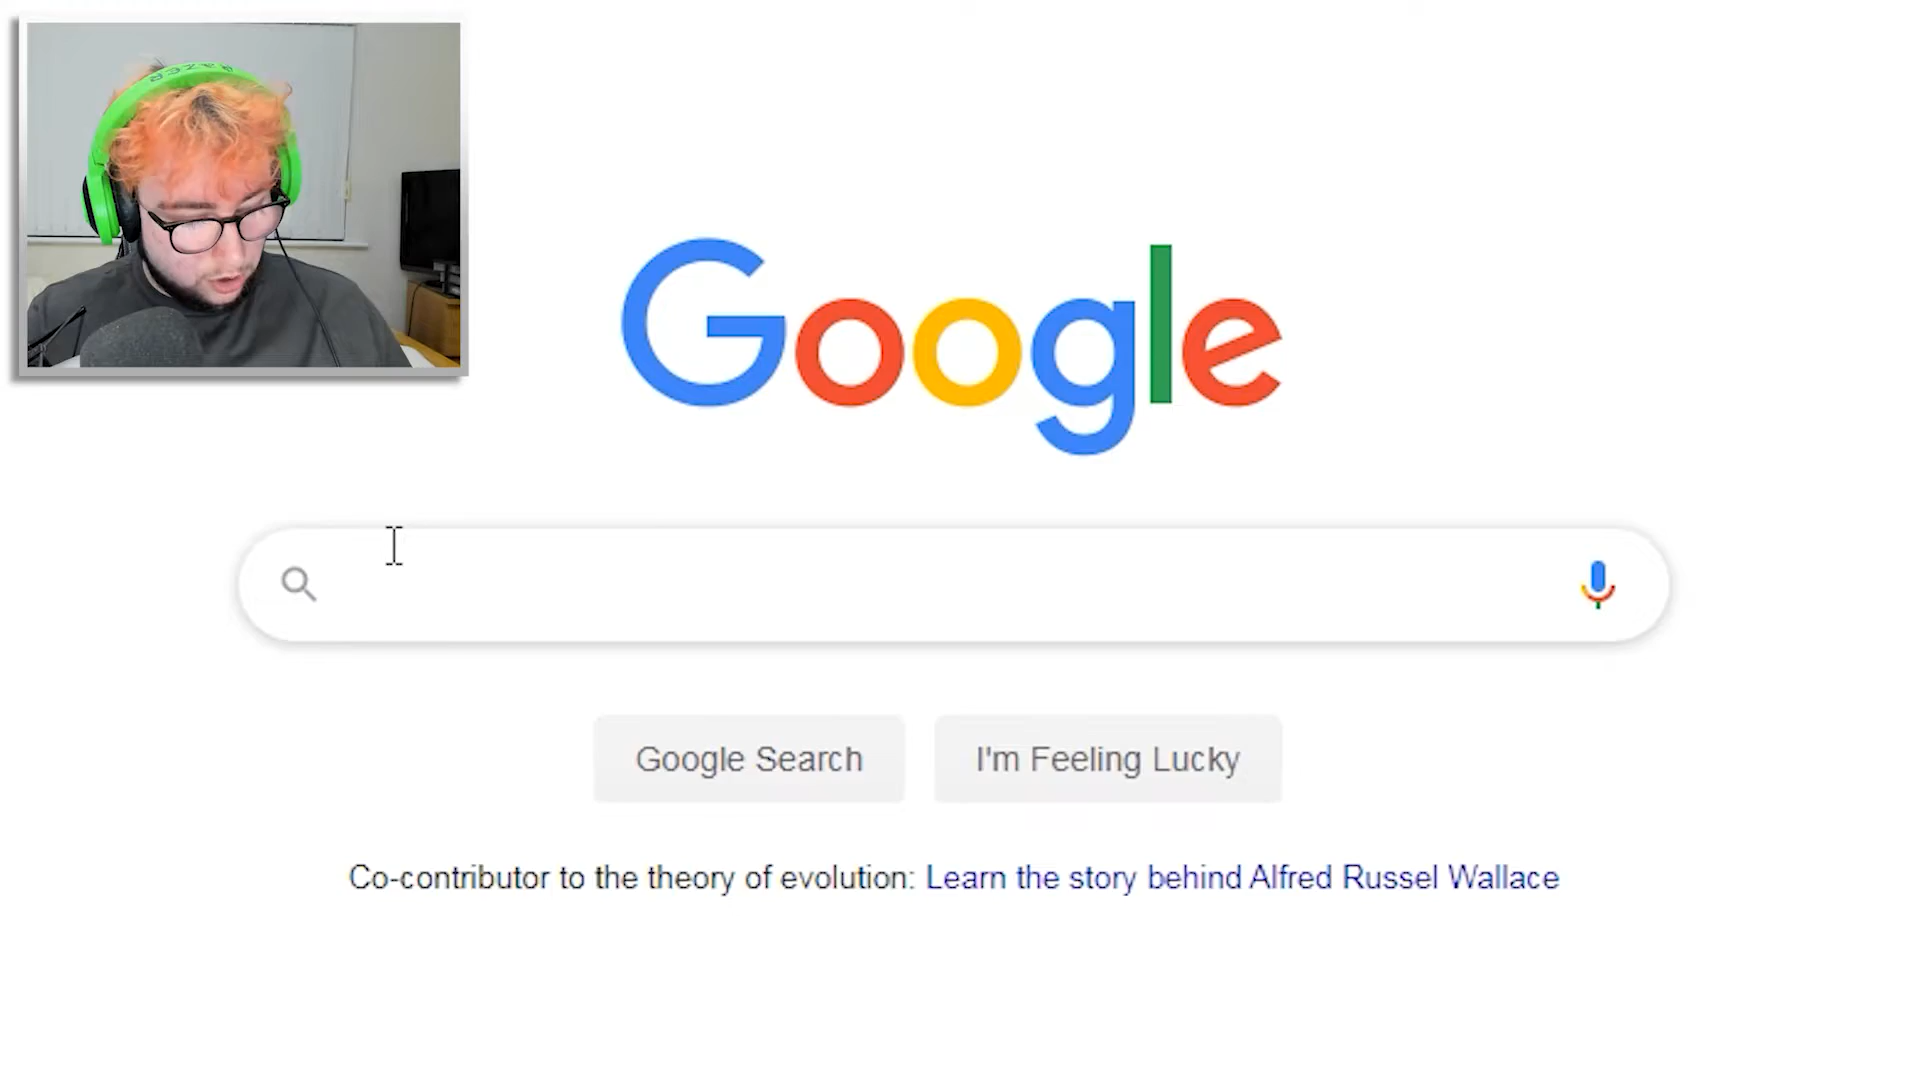 RAZER
Google
Google Search
I'm Feeling Lucky
Co-contributor to the theory of evolution: Learn the story behind Alfred Russel Wallace